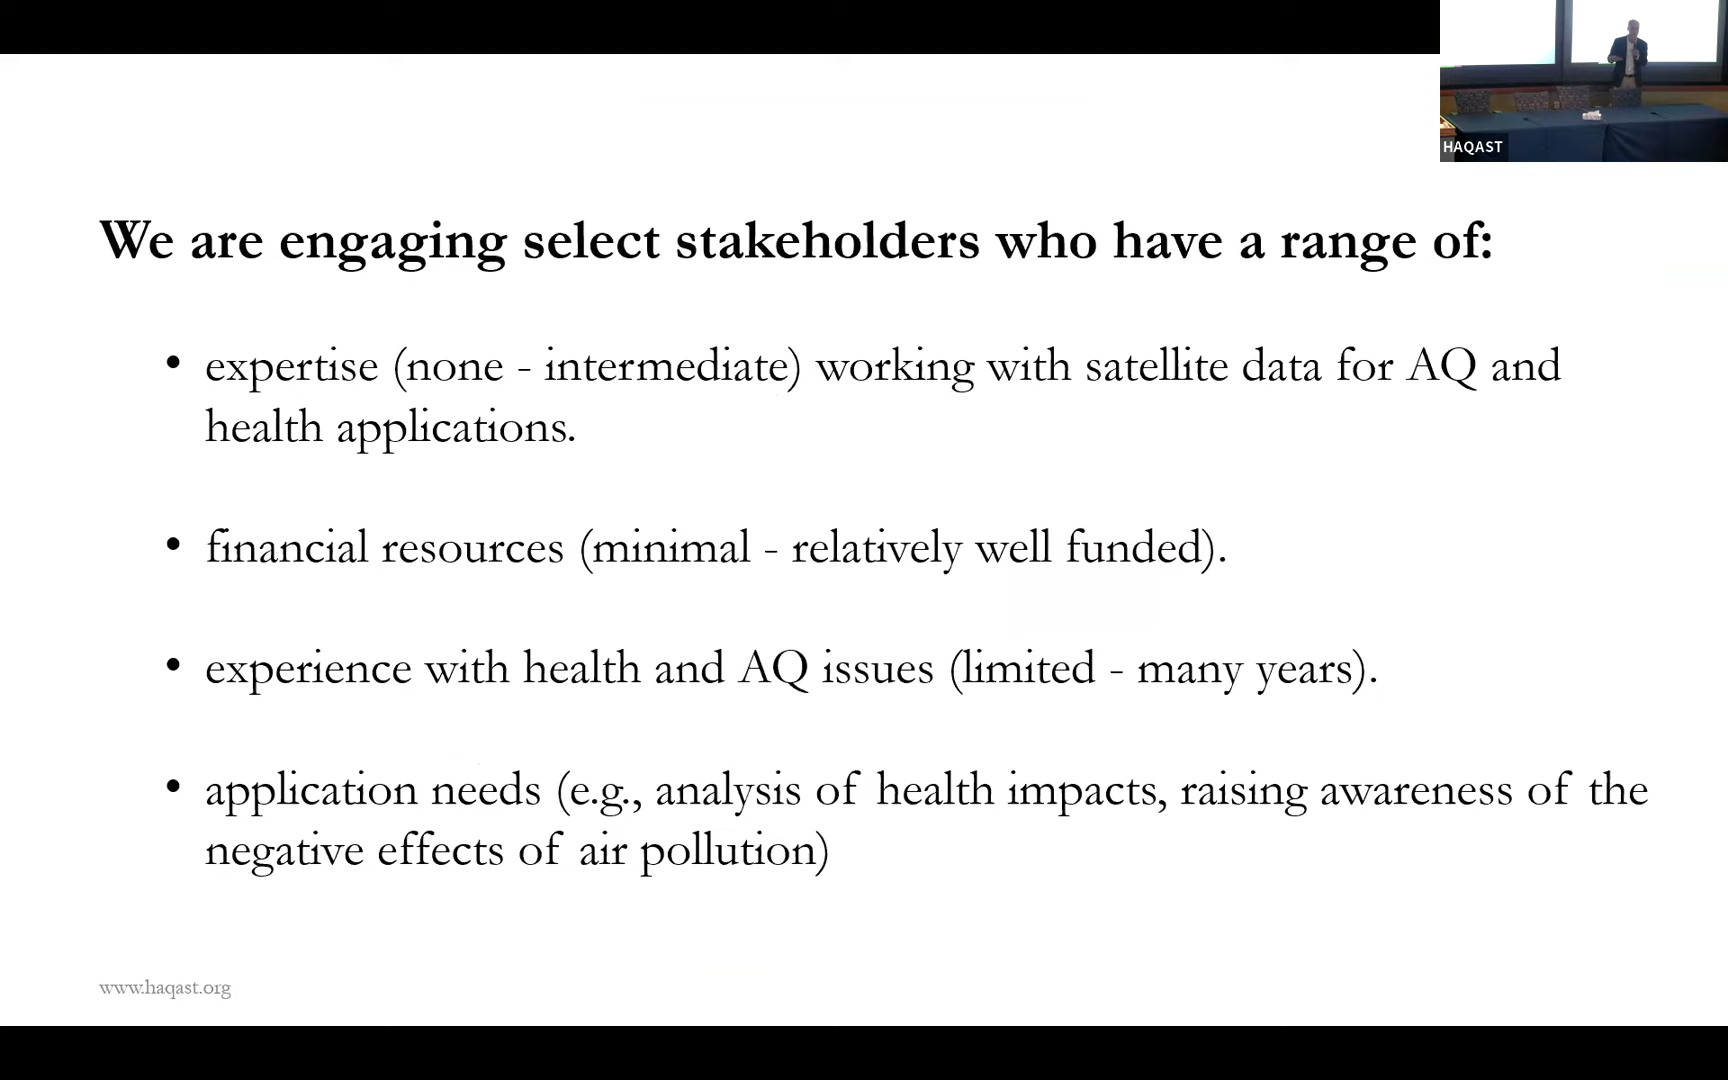 HAQAST
We are engaging select stakeholders who have a range of:
• expertise (none - intermediate) working with satellite data for AQ and
health applications.
• financial resources (minimal - relatively well funded).
• experience with health and AQ issues (limited - many years).
• application needs (e.g., analysis of health impacts, raising awareness of the
negative effects of air pollution)
www.haqast.org